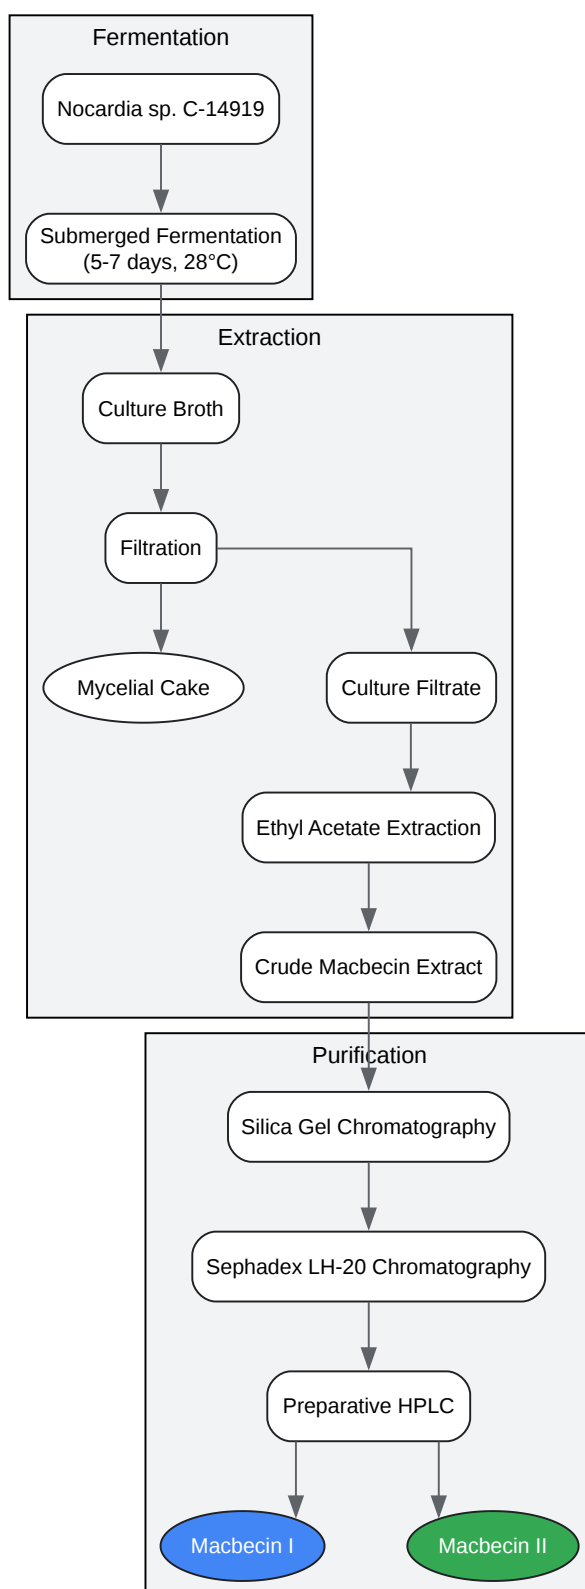 Fermentation
Nocardia sp. C-14919
Submerged Fermentation
(5-7 days, 28°C)
Extraction
Culture Broth
Filtration
Mycelial Cake
Culture Filtrate
Ethyl Acetate Extraction
Crude Macbecin Extract
Purification
Silica Gel Chromatography
Sephadex LH-20 Chromatography
Preparative HPLC
Macbecin I
Macbecin II